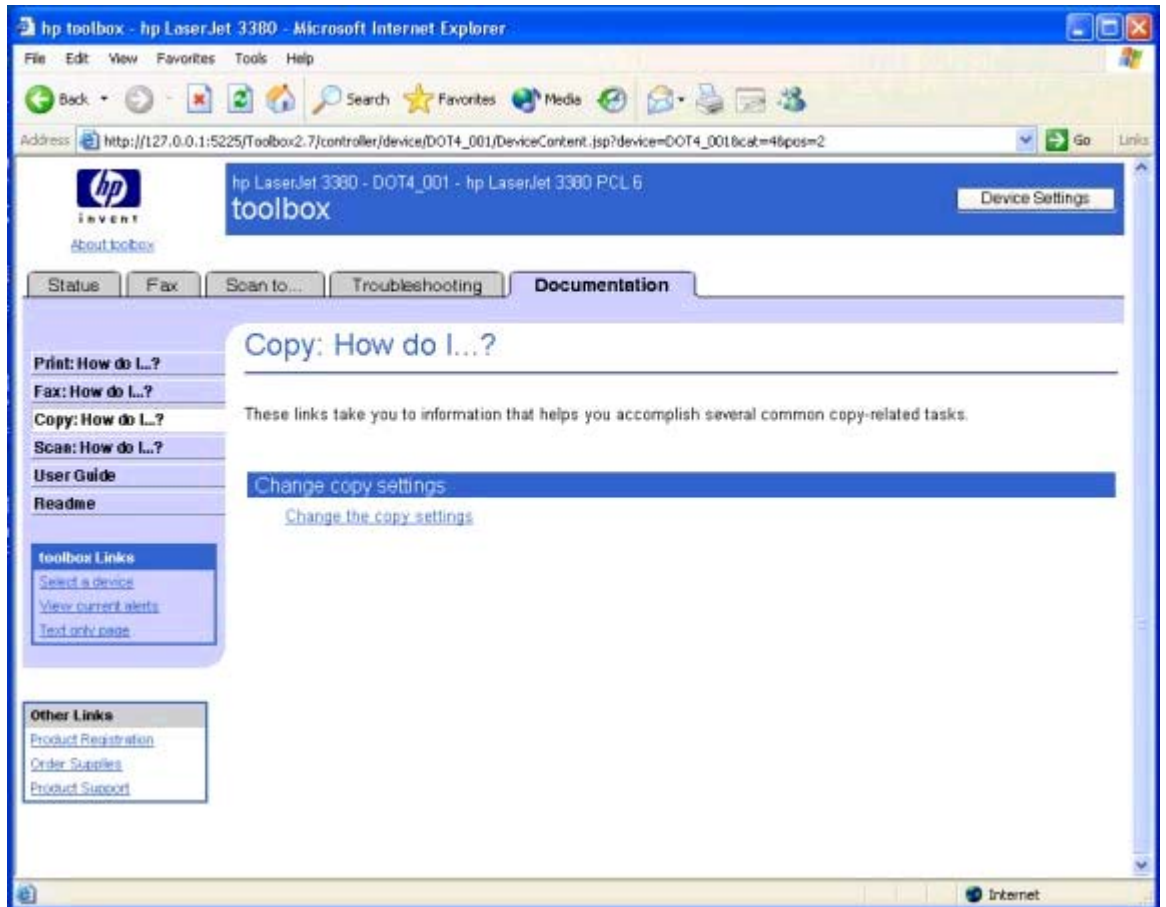 hp toolbox - hp LaserJet 3380 - Microsoft Internet Explorer
File Edit View Favorites Tools Help
Back Search Favorites Media
Address http://127.0.0.1:5225/Toolbox2.7/controller/device/DOT4_001/DeviceContent.jsp?device=DOT4_001&cat=4&pos=2 Go Links
hp
invent
About toolbox
hp LaserJet 3380 - DOT4_001 - hp LaserJet 3380 PCL 6
toolbox
Device Settings
Status Fax Scan to... Troubleshooting Documentation
Print: How do I...?
Fax: How do I...?
Copy: How do I...?
Scan: How do I...?
User Guide
Readme
toolbox Links
Select a device
View current alerts
Text only page
Other Links
Product Registration
Order Supplies
Product Support
Copy: How do I...?
These links take you to information that helps you accomplish several common copy-related tasks.
Change copy settings
Change the copy settings
Internet